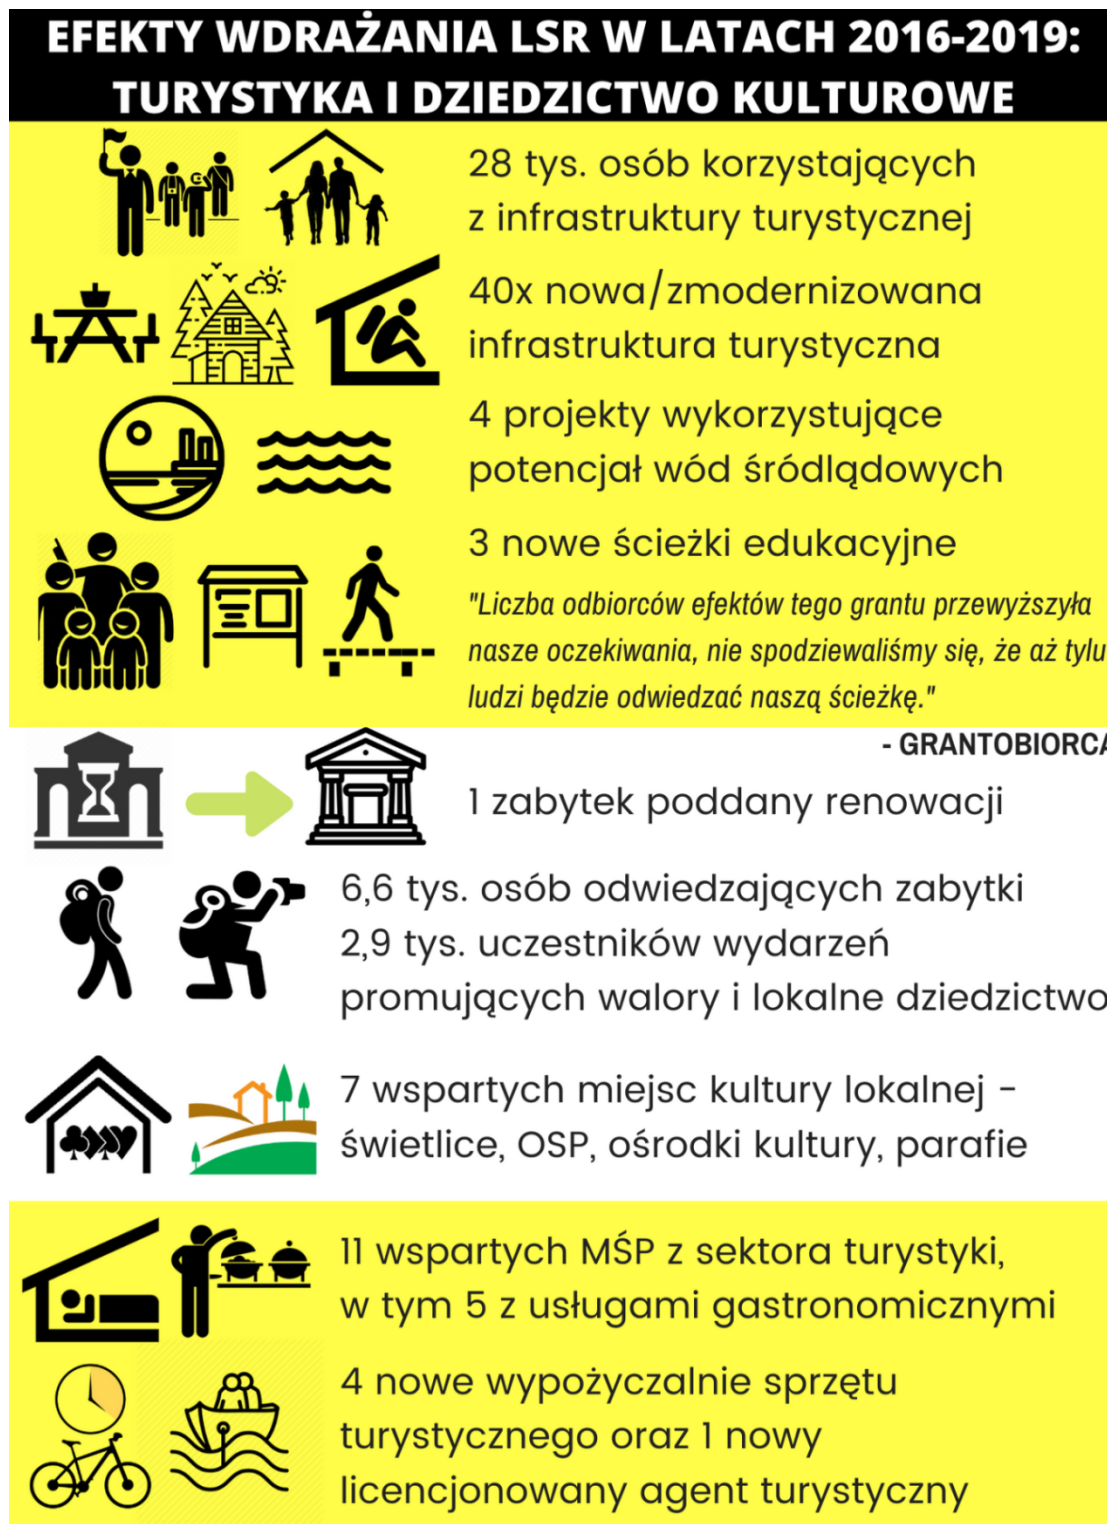 EFEKTY WDRAŻANIA LSR W LATACH 2016-2019:
TURYSTYKA I DZIEDZICTWO KULTUROWE
28 tys. osób korzystających
z infrastruktury turystycznej
40x nowa/zmodernizowana
infrastruktura turystyczna
4 projekty wykorzystujące
potencjał wód śródlądowych
3 nowe ścieżki edukacyjne
"Liczba odbiorców efektów tego grantu przewyższyła
nasze oczekiwania, nie spodziewaliśmy się, że aż tylu
ludzi będzie odwiedzać naszą ścieżkę."
- GRANTOBIORCA
1 zabytek poddany renowacji
6,6 tys. osób odwiedzających zabytki
2,9 tys. uczestników wydarzeń
promujących walory i lokalne dziedzictwo
7 wspartych miejsc kultury lokalnej -
świetlice, OSP, ośrodki kultury, parafie
11 wspartych MŚP z sektora turystyki,
w tym 5 z usługami gastronomicznymi
4 nowe wypożyczalnie sprzętu
turystycznego oraz 1 nowy
licencjonowany agent turystyczny